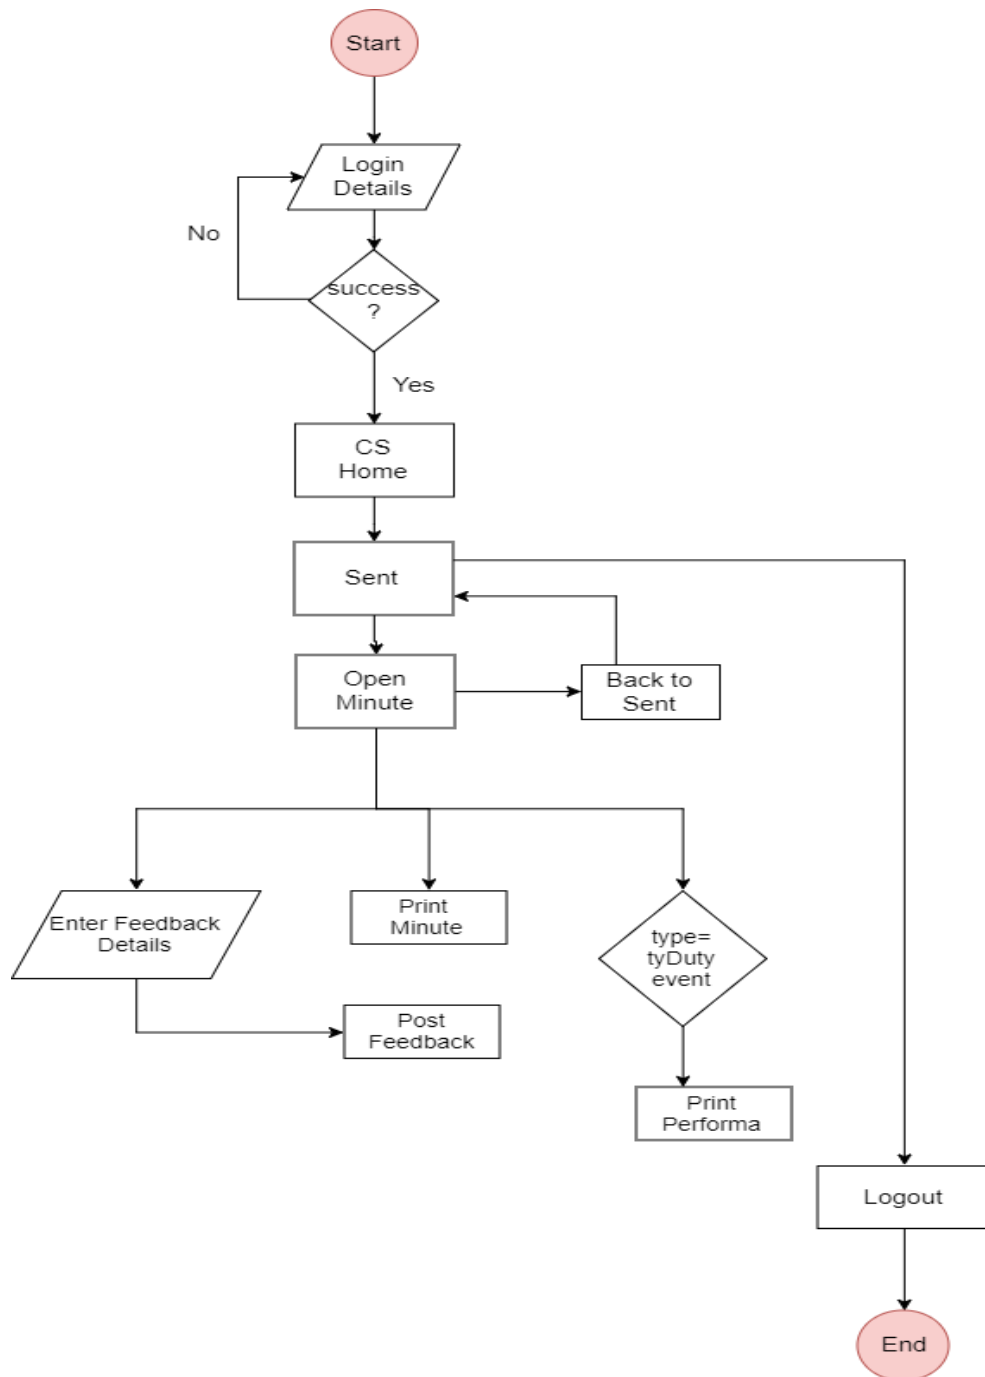 Start
Login
Details
No
success
?
Yes
CS
Home
Sent
Open
Minute
Back to
Sent
Enter Feedback
Details
Print
Minute
type=
tyDuty
event
Post
Feedback
Print
Performa
Logout
End